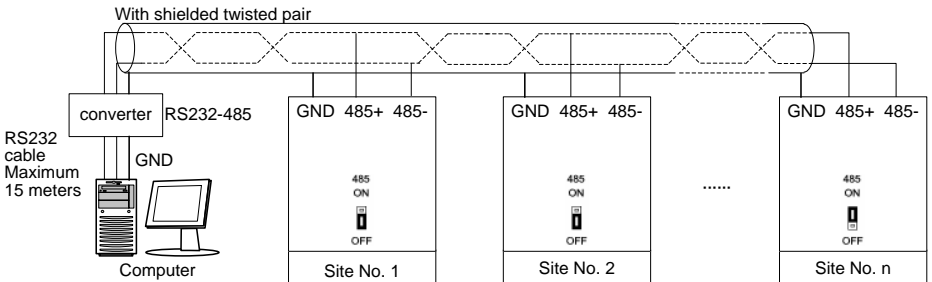 With shielded twisted pair
converter
RS232-485
RS232
cable
Maximum
15 meters
GND
Computer
GND 485+ 485-
485
ON
OFF
Site No. 1
GND 485+ 485-
485
ON
OFF
Site No. 2
......
GND 485+ 485-
485
ON
OFF
Site No. n